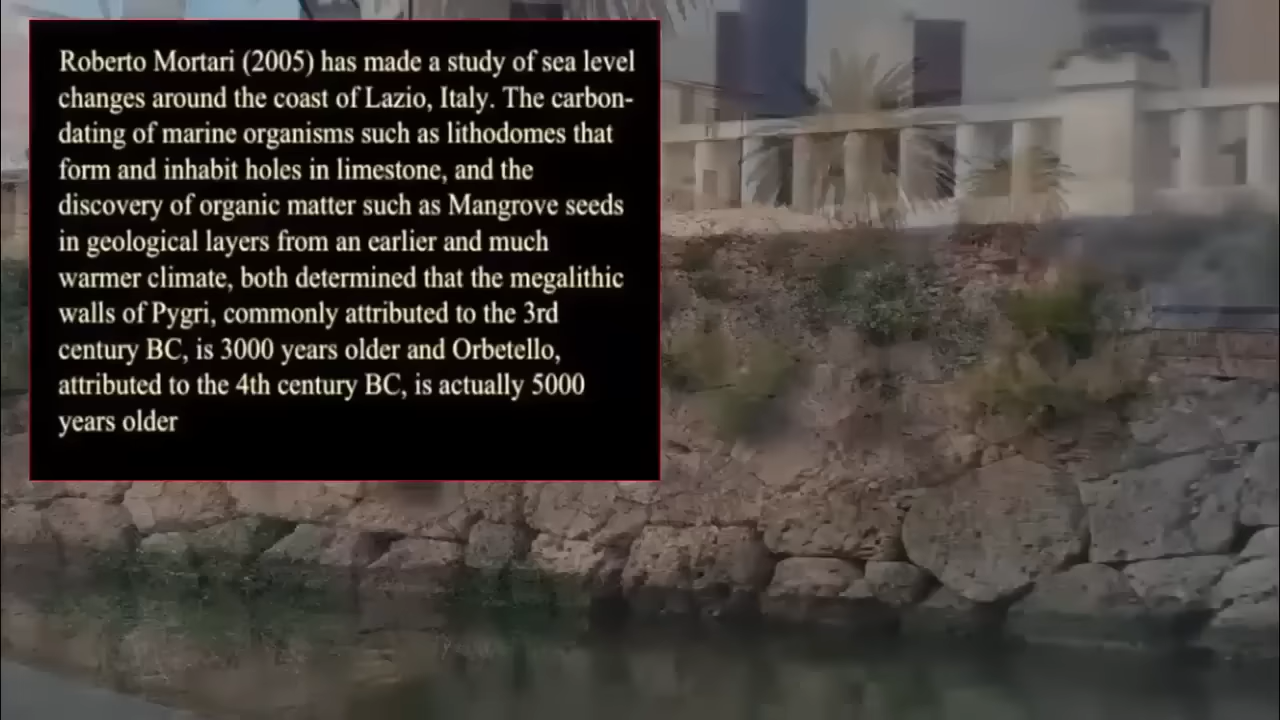 Roberto Mortari (2005) has made a study of sea level
changes around the coast of Lazio, Italy. The carbon-
dating of marine organisms such as lithodomes that
form and inhabit holes in limestone, and the
discovery of organic matter such as Mangrove seeds
in geological layers from an earlier and much
warmer climate, both determined that the megalithic
walls of Pygri, commonly attributed to the 3rd
century BC, is 3000 years older and Orbetello,
attributed to the 4th century BC, is actually 5000
years older